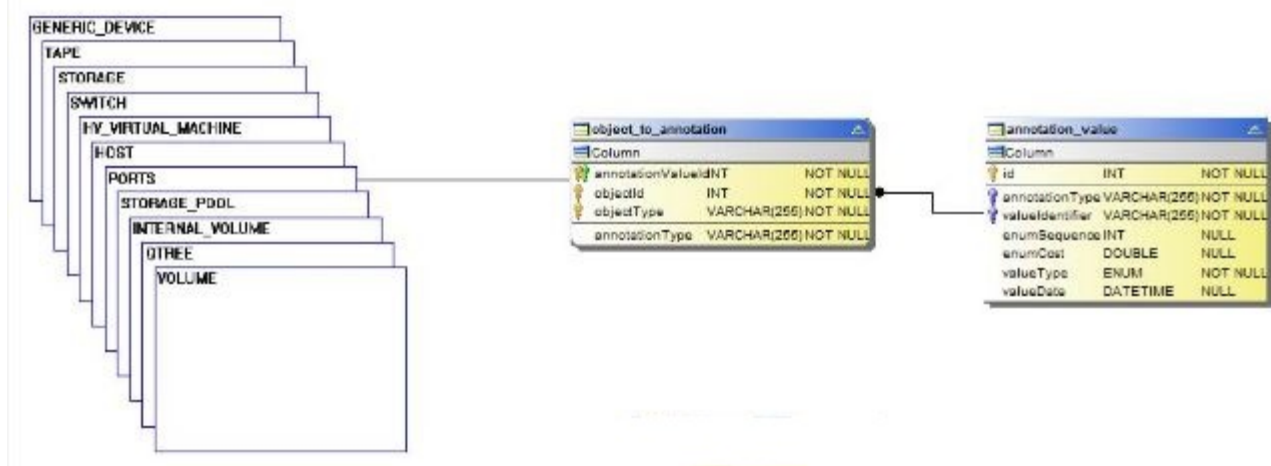 GENERIC_DEVICE
TAPE
STORAGE
SWITCH
HV_VIRTUAL_MACHINE
HOST
PORTS
STORAGE_POOL
INTERNAL_VOLUME
QTREE
VOLUME
object_to_annotation
Column
annotationValueId INT NOT NULL
objectId INT NOT NULL
objectType VARCHAR(255) NOT NULL
annotationType VARCHAR(255) NOT NULL
annotation_value
Column
id INT NOT NULL
annotationType VARCHAR(255) NOT NULL
valueIdentifier VARCHAR(255) NOT NULL
enumSequence INT NULL
enumCost DOUBLE NULL
valueType ENUM NOT NULL
valueDate DATETIME NULL